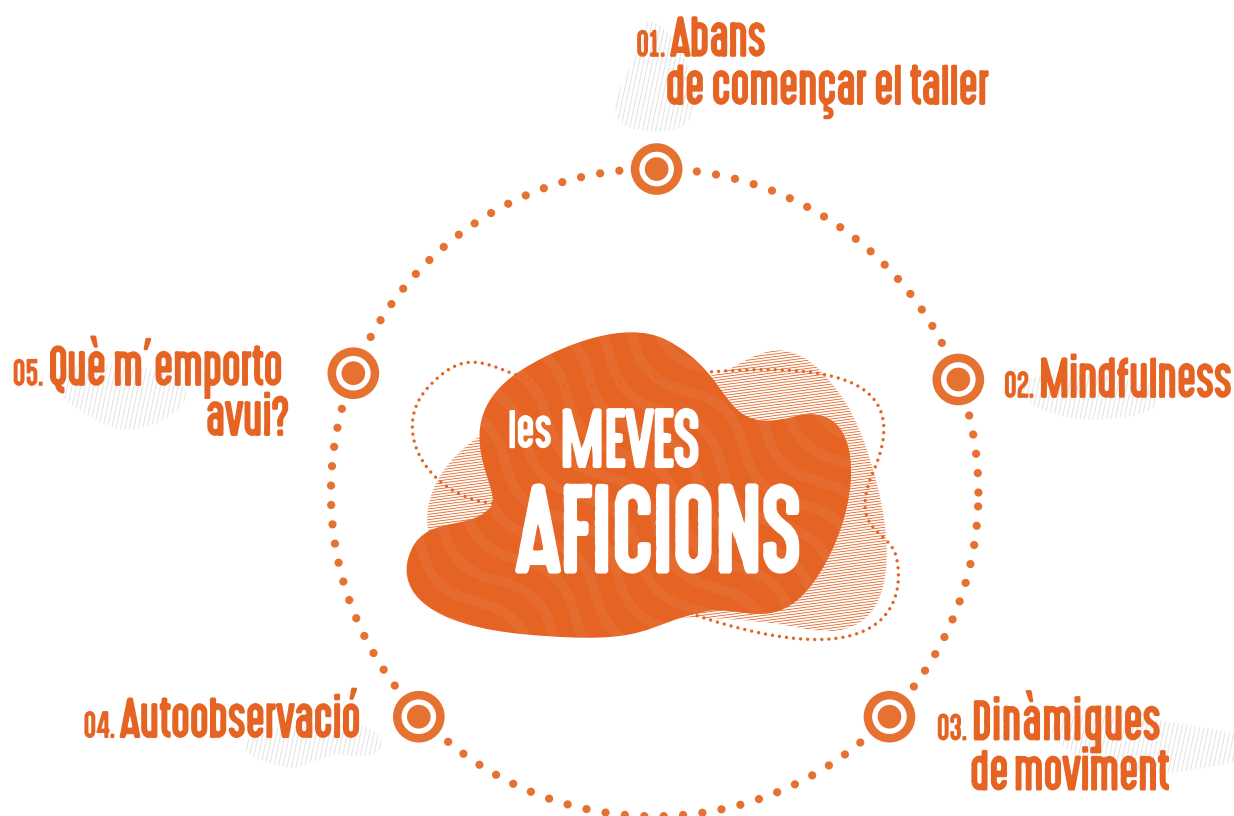 01. Abans
de començar el taller
05. Què m´emporto
avui?
02. Mindfulness
les MEVES
AFICIONS
04. Autoobservació
03. Dinàmiques
de moviment